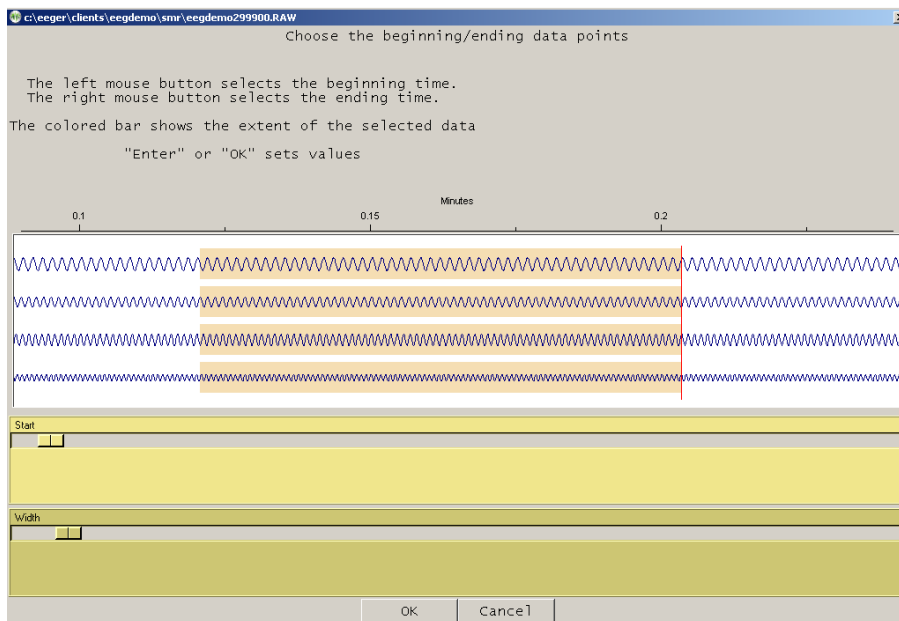 c:\eeger\clients\eegdemo\smr\eegdemo299900.RAW
Choose the beginning/ending data points
The left mouse button selects the beginning time.
The right mouse button selects the ending time.
The colored bar shows the extent of the selected data
"Enter" or "OK" sets values
Minutes
0.1 0.15 0.2
Start
Width
OK Cancel